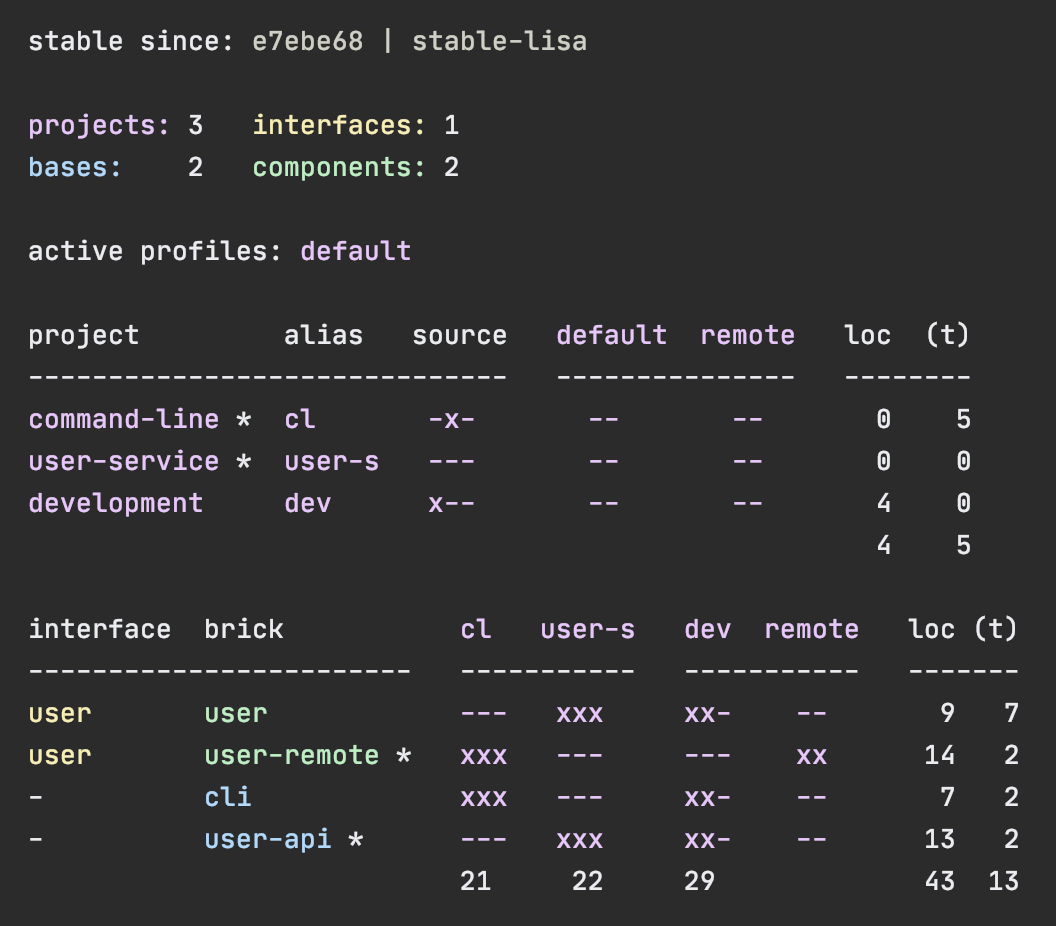 stable since: e7ebe68 | stable-lisa
projects: 3   interfaces: 1
bases:    2   components: 2
active profiles: default
project         alias   source   default  remote   loc  (t)
------------------------------   ---------------   --------
command-line *  cl       -x-       --       --       0    5
user-service *  user-s   ---       --       --       0    0
development     dev      x--       --       --       4    0
                                                     4    5
interface  brick           cl   user-s   dev  remote   loc (t)
------------------------   -----------   -----------   -------
user       user            ---   xxx     xx-    --       9   7
user       user-remote *   xxx   ---     ---    xx      14   2
-          cli             xxx   ---     xx-    --       7   2
-          user-api *      ---   xxx     xx-    --      13   2
                           21     22     29             43  13